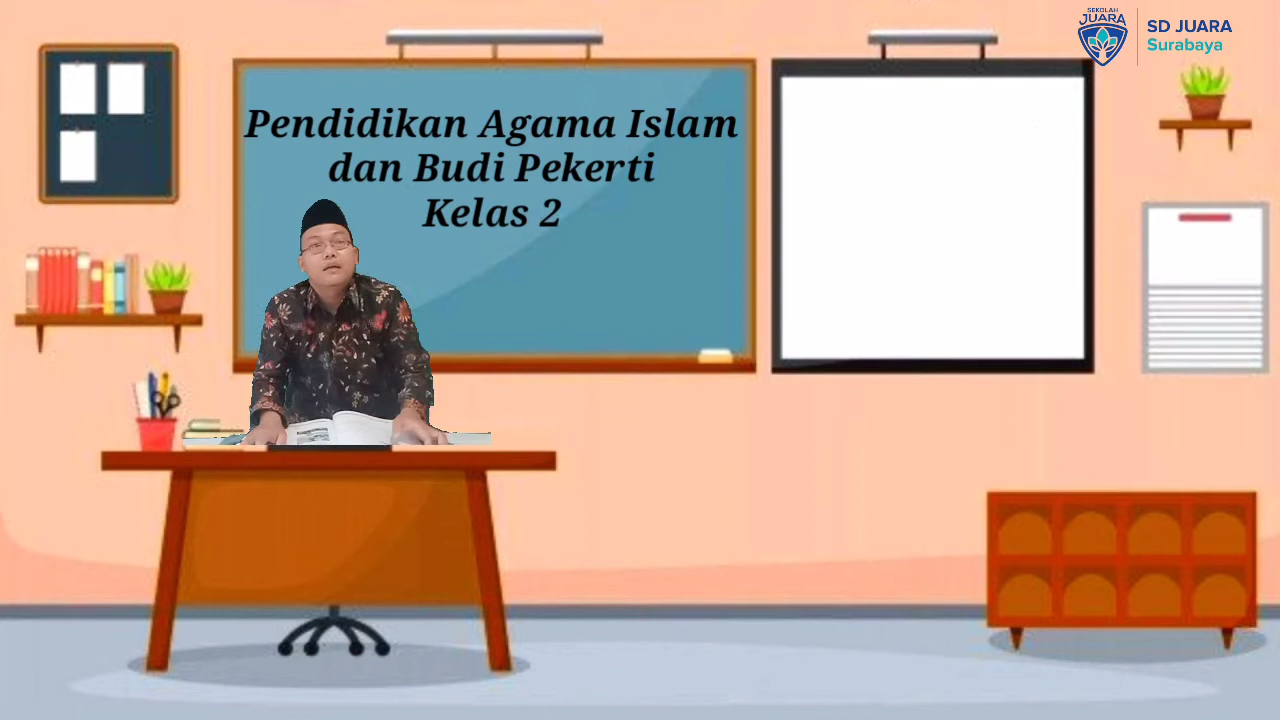 SEKOLAH
JUARA
SD JUARA
Surabaya
Pendidikan Agama Islam
dan Budi Pekerti
Kelas 2